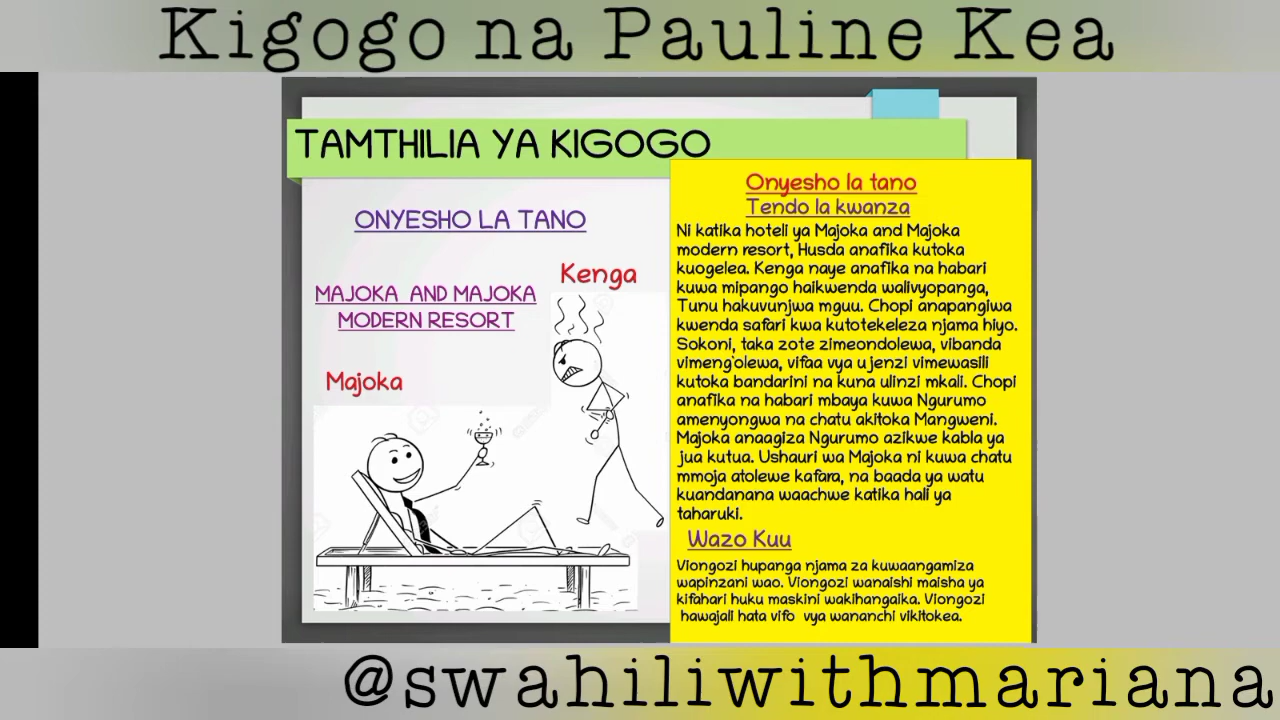 Kigogo na Pauline Kea
TAMTHILIA YA KIGOGO
ONYESHO LA TANO
MAJOKA AND MAJOKA
MODERN RESORT
Majoka
Kenga
Onyesho la tano
Tendo la kwanza
Ni katika hoteli ya Majoka and Majoka
modern resort, Husda anafika kutoka
kuogelea. Kenga naye anafika na habari
kuwa mipango haikwenda walivyopanga,
Tunu hakuvunjwa mguu. Chopi anapangiwa
kwenda safari kwa kutotekeleza njama hiyo.
Sokoni, taka zote zimeondolewa, vibanda
vimeng'olewa, vifaa vya ujenzi vimewasili
kutoka bandarini na kuna ulinzi mkali. Chopi
anafika na habari mbaya kuwa Ngurumo
amenyongwa na chatu akitoka Mangweni.
Majoka anaagiza Ngurumo azikwe kabla ya
jua kutua. Ushauri wa Majoka ni kuwa chatu
mmoja atolewe kafara, na baada ya watu
kuandanana waachwe katika hali ya
taharuki.
Wazo Kuu
Viongozi hupanga njama za kuwaangamiza
wapinzani wao. Viongozi wanaishi maisha ya
kifahari huku maskini wakihangaika. Viongozi
hawajali hata vifo vya wananchi vikitokea.
@swahiliwithmariana